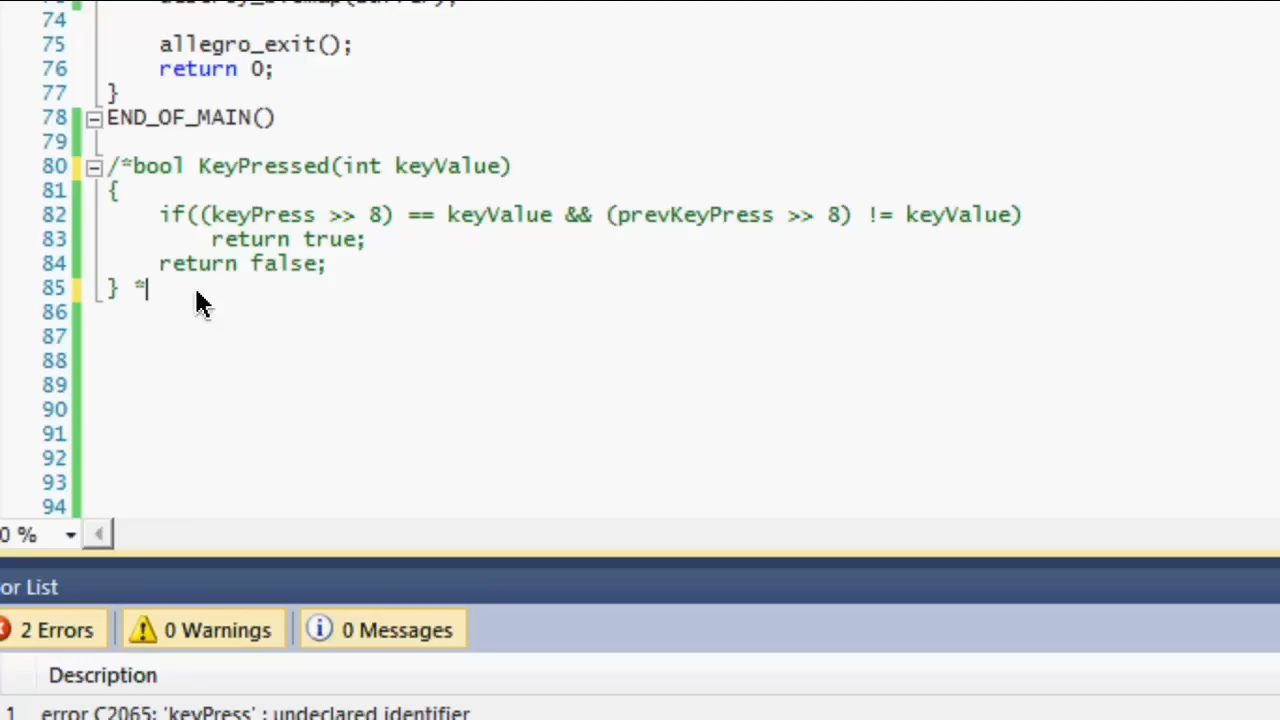 74
75 allegro_exit();
76 return 0;
77 }
78 END_OF_MAIN()
79
80 /*bool KeyPressed(int keyValue)
81 {
82 if((keyPress >> 8) == keyValue && (prevKeyPress >> 8) != keyValue)
83 return true;
84 return false;
85 } *
86
87
88
89
90
91
92
93
94
0 %
or List
2 Errors 0 Warnings 0 Messages
Description
1 error C2065: 'keyPress' : undeclared identifier